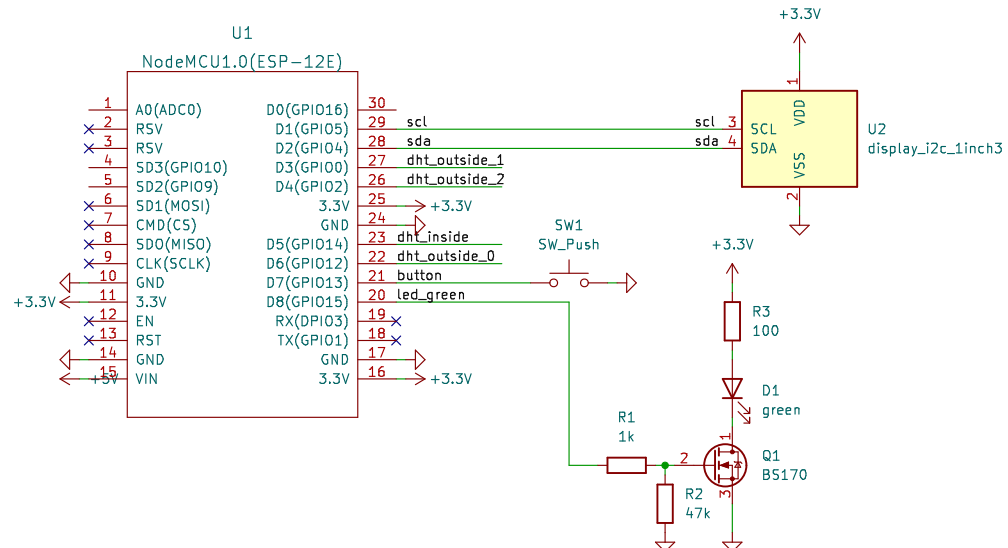 U1
NodeMCU1.0(ESP-12E)
1 A0(ADC0)
2 RSV
3 RSV
4 SD3(GPIO10)
5 SD2(GPIO9)
6 SD1(MOSI)
7 CMD(CS)
8 SD0(MISO)
9 CLK(SCLK)
10 GND
+3.3V 11 3.3V
12 EN
13 RST
14 GND
+5V 15 VIN
D0(GPIO16) 30
D1(GPIO5) 29 scl
D2(GPIO4) 28 sda
D3(GPIO0) 27 dht_outside_1
D4(GPIO2) 26 dht_outside_2
3.3V 25 +3.3V
GND 24
D5(GPIO14) 23 dht_inside
D6(GPIO12) 22 dht_outside_0
D7(GPIO13) 21 button
D8(GPIO15) 20 led_green
RX(DPIO3) 19
TX(GPIO1) 18
GND 17
3.3V 16 +3.3V
SW1
SW_Push
+3.3V
1
VDD
scl 3 SCL
sda 4 SDA
VSS
2
U2
display_i2c_1inch3
+3.3V
R3
100
D1
green
R1
1k
1
2
3
Q1
BS170
R2
47k